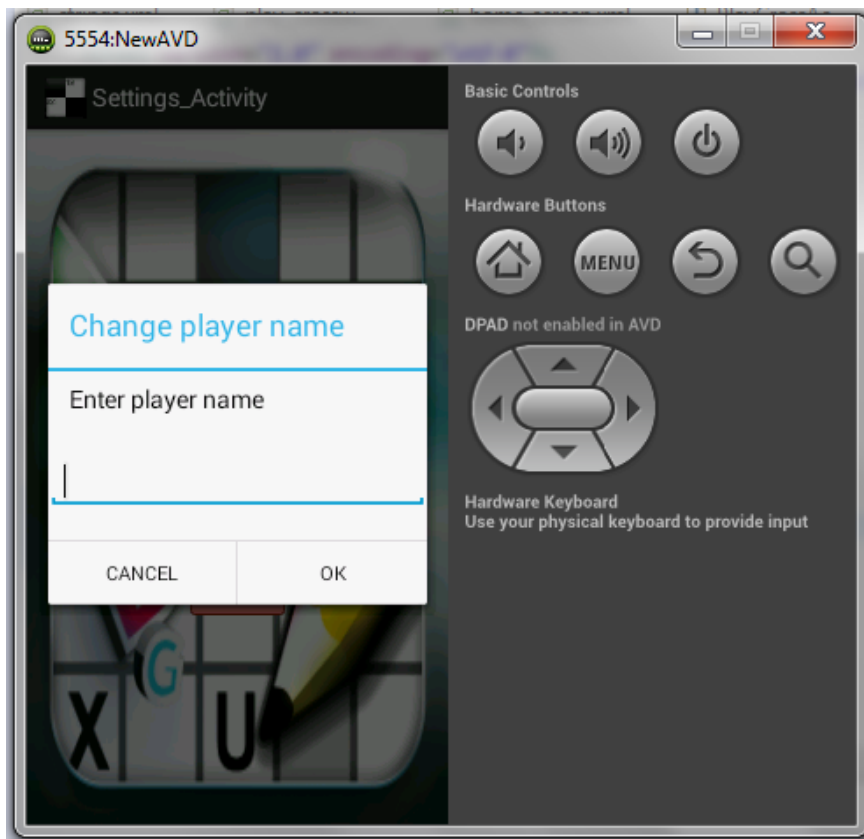 5554:NewAVD
Settings_Activity
Change player name
Enter player name
CANCEL
OK
G
X
U
Basic Controls
Hardware Buttons
MENU
DPAD not enabled in AVD
Hardware Keyboard
Use your physical keyboard to provide input